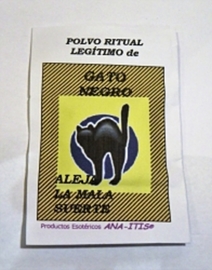 POLVO RITUAL
LEGÍTIMO de
GATO
NEGRO
ALEJA
LA MALA
SUERTE
Productos Esotéricos ANA-ITIS®